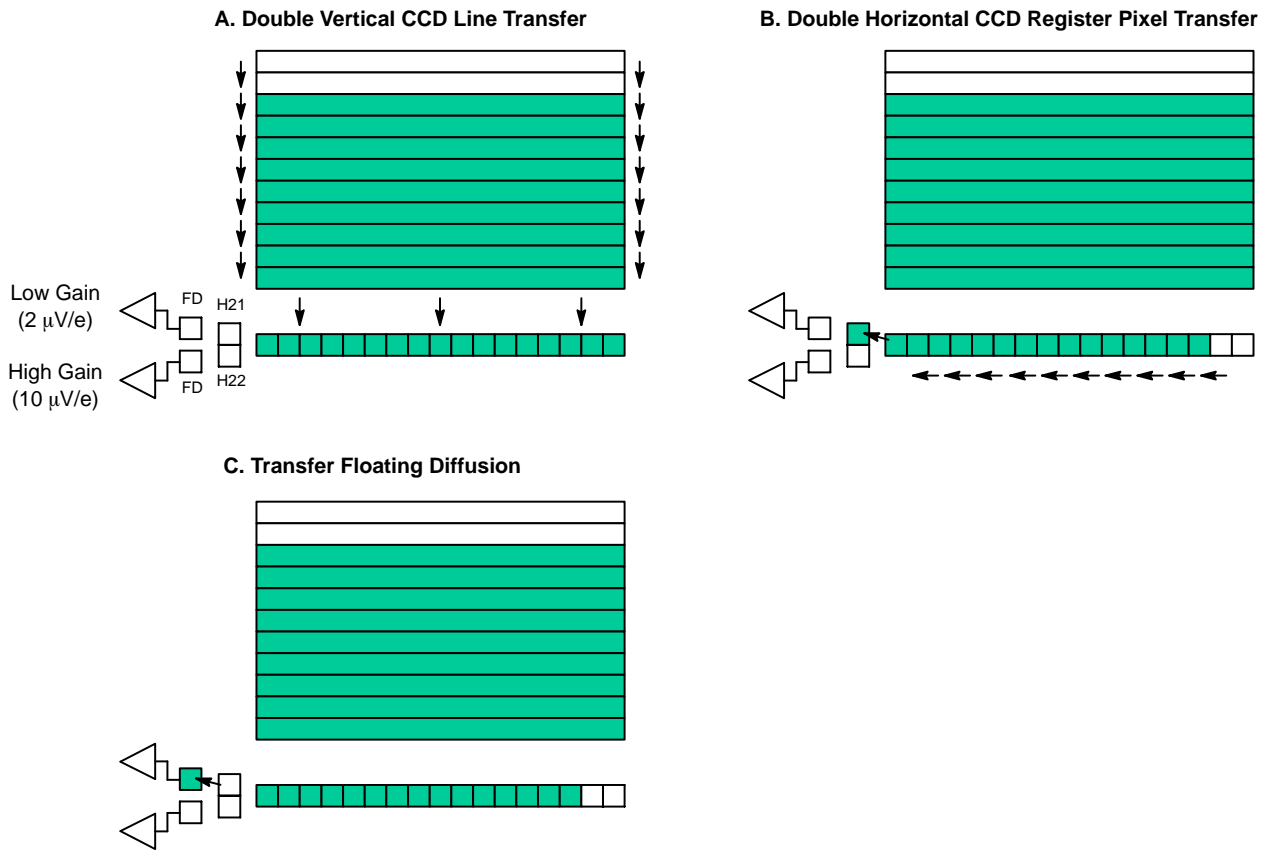 A. Double Vertical CCD Line Transfer
B. Double Horizontal CCD Register Pixel Transfer
Low Gain
(2 μV/e)
FD
H21
High Gain
(10 μV/e)
FD
H22
C. Transfer Floating Diffusion